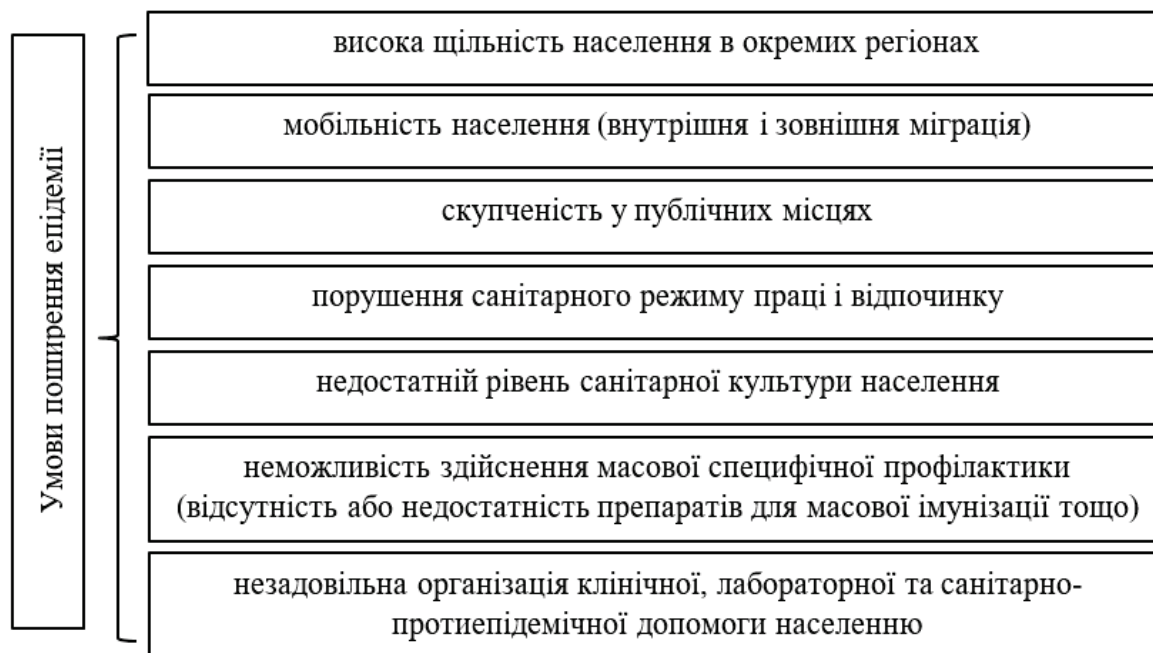 Умови поширення епідемії
висока щільність населення в окремих регіонах
мобільність населення (внутрішня і зовнішня міграція)
скупченість у публічних місцях
порушення санітарного режиму праці і відпочинку
недостатній рівень санітарної культури населення
неможливість здійснення масової специфічної профілактики
(відсутність або недостатність препаратів для масової імунізації тощо)
незадовільна організація клінічної, лабораторної та санітарно-
протиепідемічної допомоги населенню